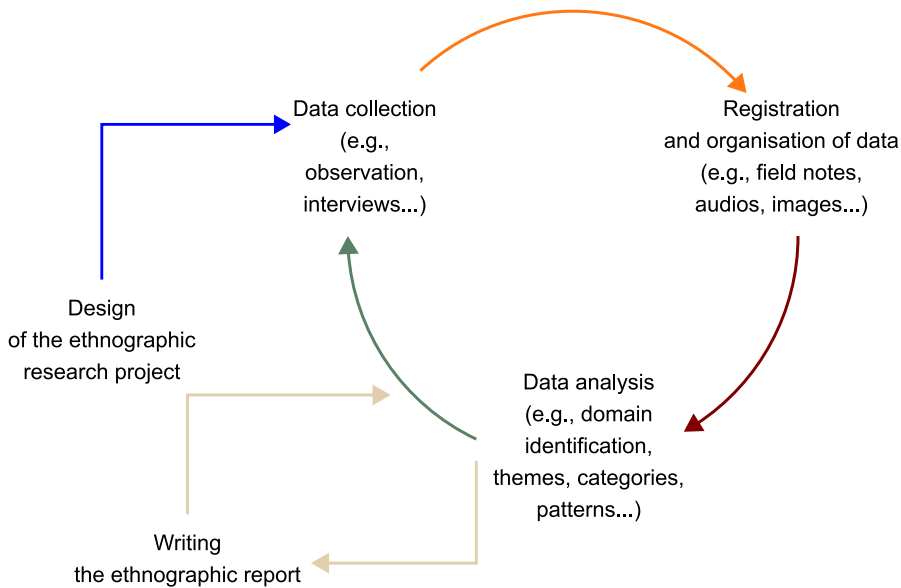 Data collection
(e.g.,
observation,
interviews...)
Registration
and organisation of data
(e.g., field notes,
audios, images...)
Design
of the ethnographic
research project
Data analysis
(e.g., domain
identification,
themes, categories,
patterns...)
Writing
the ethnographic report